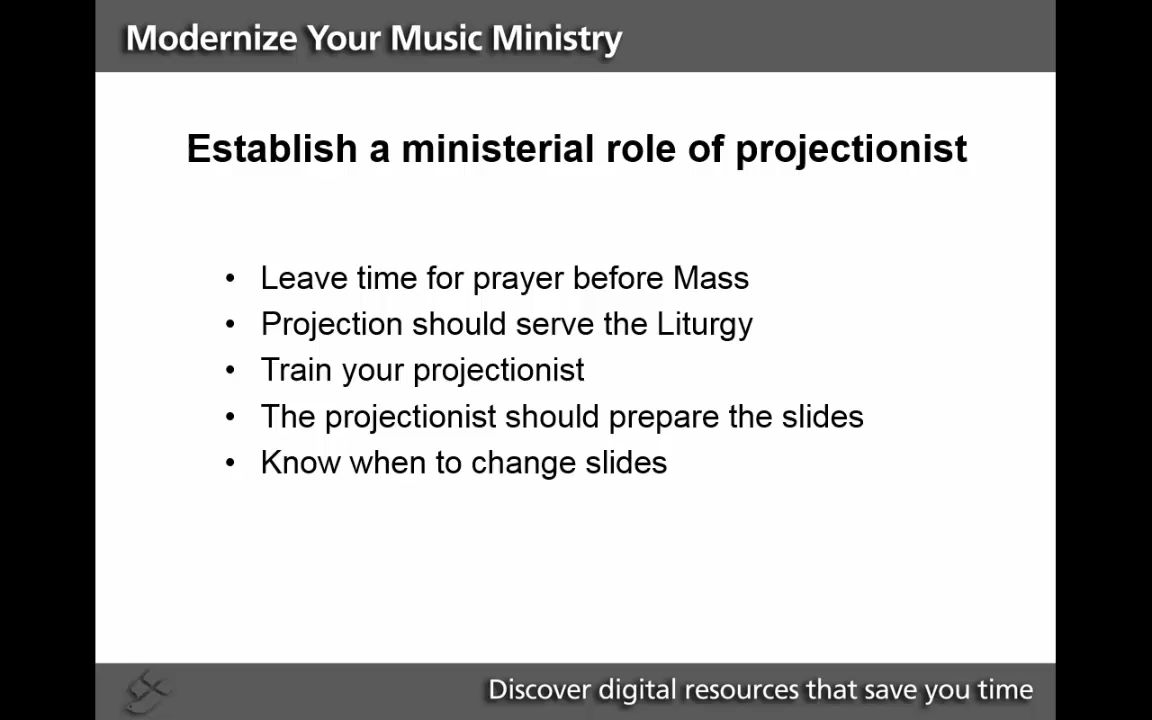 Modernize Your Music Ministry
Establish a ministerial role of projectionist
• Leave time for prayer before Mass
• Projection should serve the Liturgy
• Train your projectionist
• The projectionist should prepare the slides
• Know when to change slides
Discover digital resources that save you time